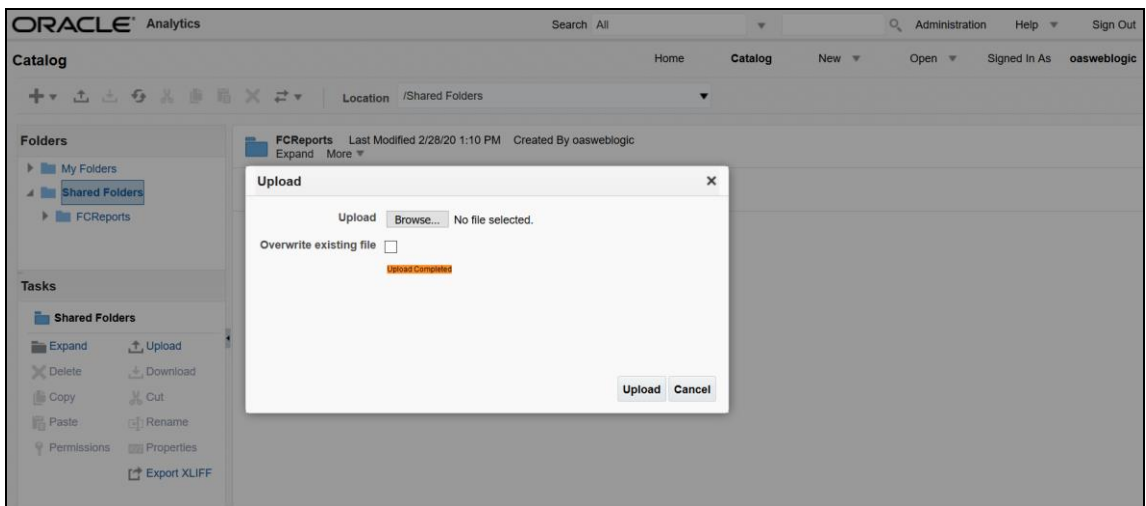 ORACLE Analytics Search All Administration Help Sign Out
Catalog Home Catalog New Open Signed In As oasweblogic
Location /Shared Folders
Folders
My Folders
Shared Folders
FCReports
FCReports Last Modified 2/28/20 1:10 PM Created By oasweblogic
Expand More
Upload
Upload Browse... No file selected.
Overwrite existing file
Upload Completed
Upload Cancel
Tasks
Shared Folders
Expand Upload
Delete Download
Copy Cut
Paste Rename
Permissions Properties
Export XLIFF